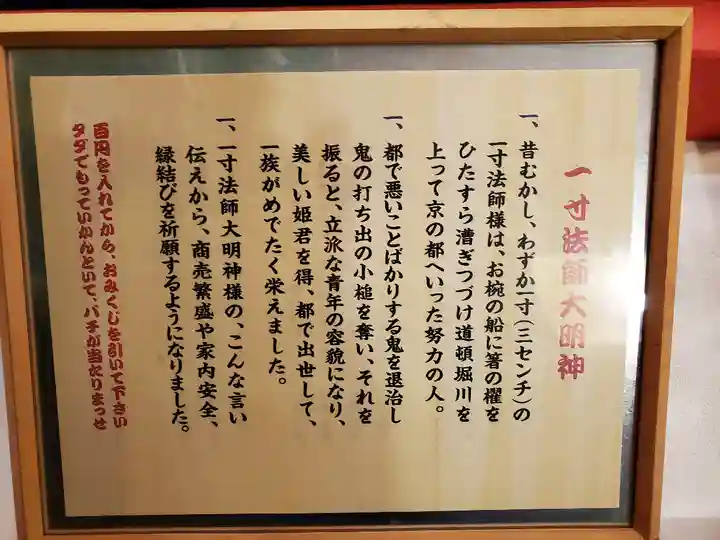 一寸法師大明神
一、昔むかし、わずか一寸(三センチ)の
一寸法師様は、お椀の船に箸の櫂を
ひたすら漕ぎつづけ道頓堀川を
上って京の都へいった努力の人。
一、都で悪いことばかりする鬼を退治し
鬼の打ち出の小槌を奪い、それを
振ると、立派な青年の容貌になり、
美しい姫君を得、都で出世して、
一族がめでたく栄えました。
一、一寸法師大明神様の、こんな言い
伝えから、商売繁盛や家内安全、
縁結びを祈願するようになりました。
百円を入れてから、おみくじを引いて下さい
タダでもっていかんといて、バチが当たりまっせ